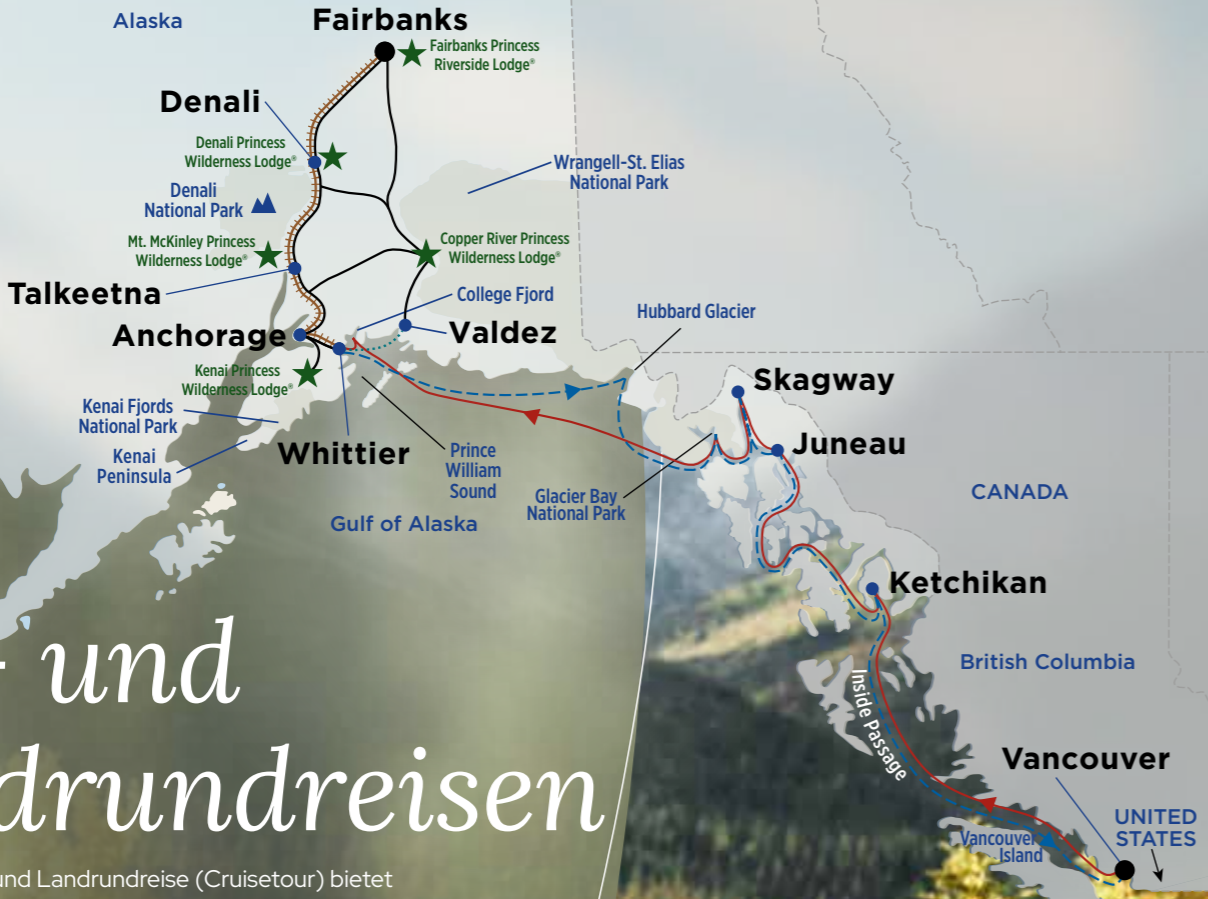 Alaska
Fairbanks
Fairbanks Princess
Riverside Lodge®
Denali
Denali Princess
Wilderness Lodge®
Wrangell-St. Elias
National Park
Denali
National Park
Mt. McKinley Princess
Wilderness Lodge®
Copper River Princess
Wilderness Lodge®
Talkeetna
College Fjord
Anchorage
Valdez
Hubbard Glacier
Kenai Princess
Wilderness Lodge®
Skagway
Kenai Fjords
National Park
Kenai
Peninsula
Whittier
Prince
William
Sound
Juneau
Glacier Bay
National Park
CANADA
Gulf of Alaska
Ketchikan
- und
British Columbia
Inside Passage
drundreisen
Vancouver
UNITED
STATES
Vancouver
Island
und Landrundreise (Cruisetour) bietet